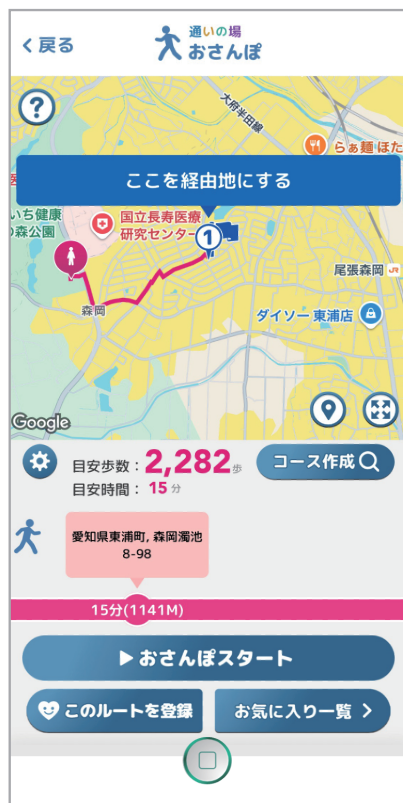 く戻る
通いの場
おさんぽ
?
大府半田線
らぁ麺 ぼた
ここを経由地にする
いち健康
の森公園
国立長寿医療
研究センター
1
尾張森岡 JR
森岡
ダイソー 東浦店
Google
目安歩数：2,282歩
コース作成
目安時間：15 分
愛知県東浦町, 森岡濁池
8-98
15分(1141M)
▶おさんぽスタート
このルートを登録
お気に入り一覧 >